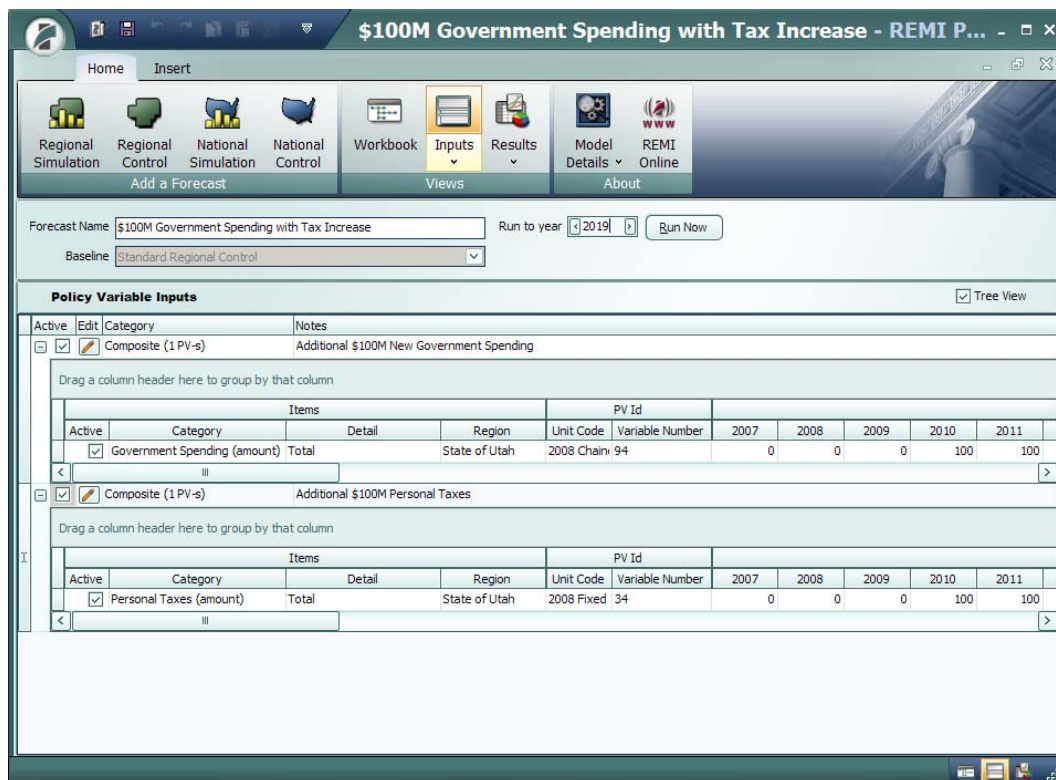 $100M Government Spending with Tax Increase - REMI P...
Home Insert
Regional Simulation
Regional Control
National Simulation
National Control
Workbook
Inputs
Results
Model Details
WWW
REMI Online
Add a Forecast
Views
About
Forecast Name $100M Government Spending with Tax Increase Run to year 2019 Run Now
Baseline Standard Regional Control
Policy Variable Inputs Tree View
Active Edit Category Notes
Composite (1 PV-s) Additional $100M New Government Spending
Drag a column header here to group by that column
Items PV Id
Active Category Detail Region Unit Code Variable Number 2007 2008 2009 2010 2011
Government Spending (amount) Total State of Utah 2008 Chain 94 0 0 0 100 100
Composite (1 PV-s) Additional $100M Personal Taxes
Drag a column header here to group by that column
Items PV Id
Active Category Detail Region Unit Code Variable Number 2007 2008 2009 2010 2011
Personal Taxes (amount) Total State of Utah 2008 Fixed 34 0 0 0 100 100